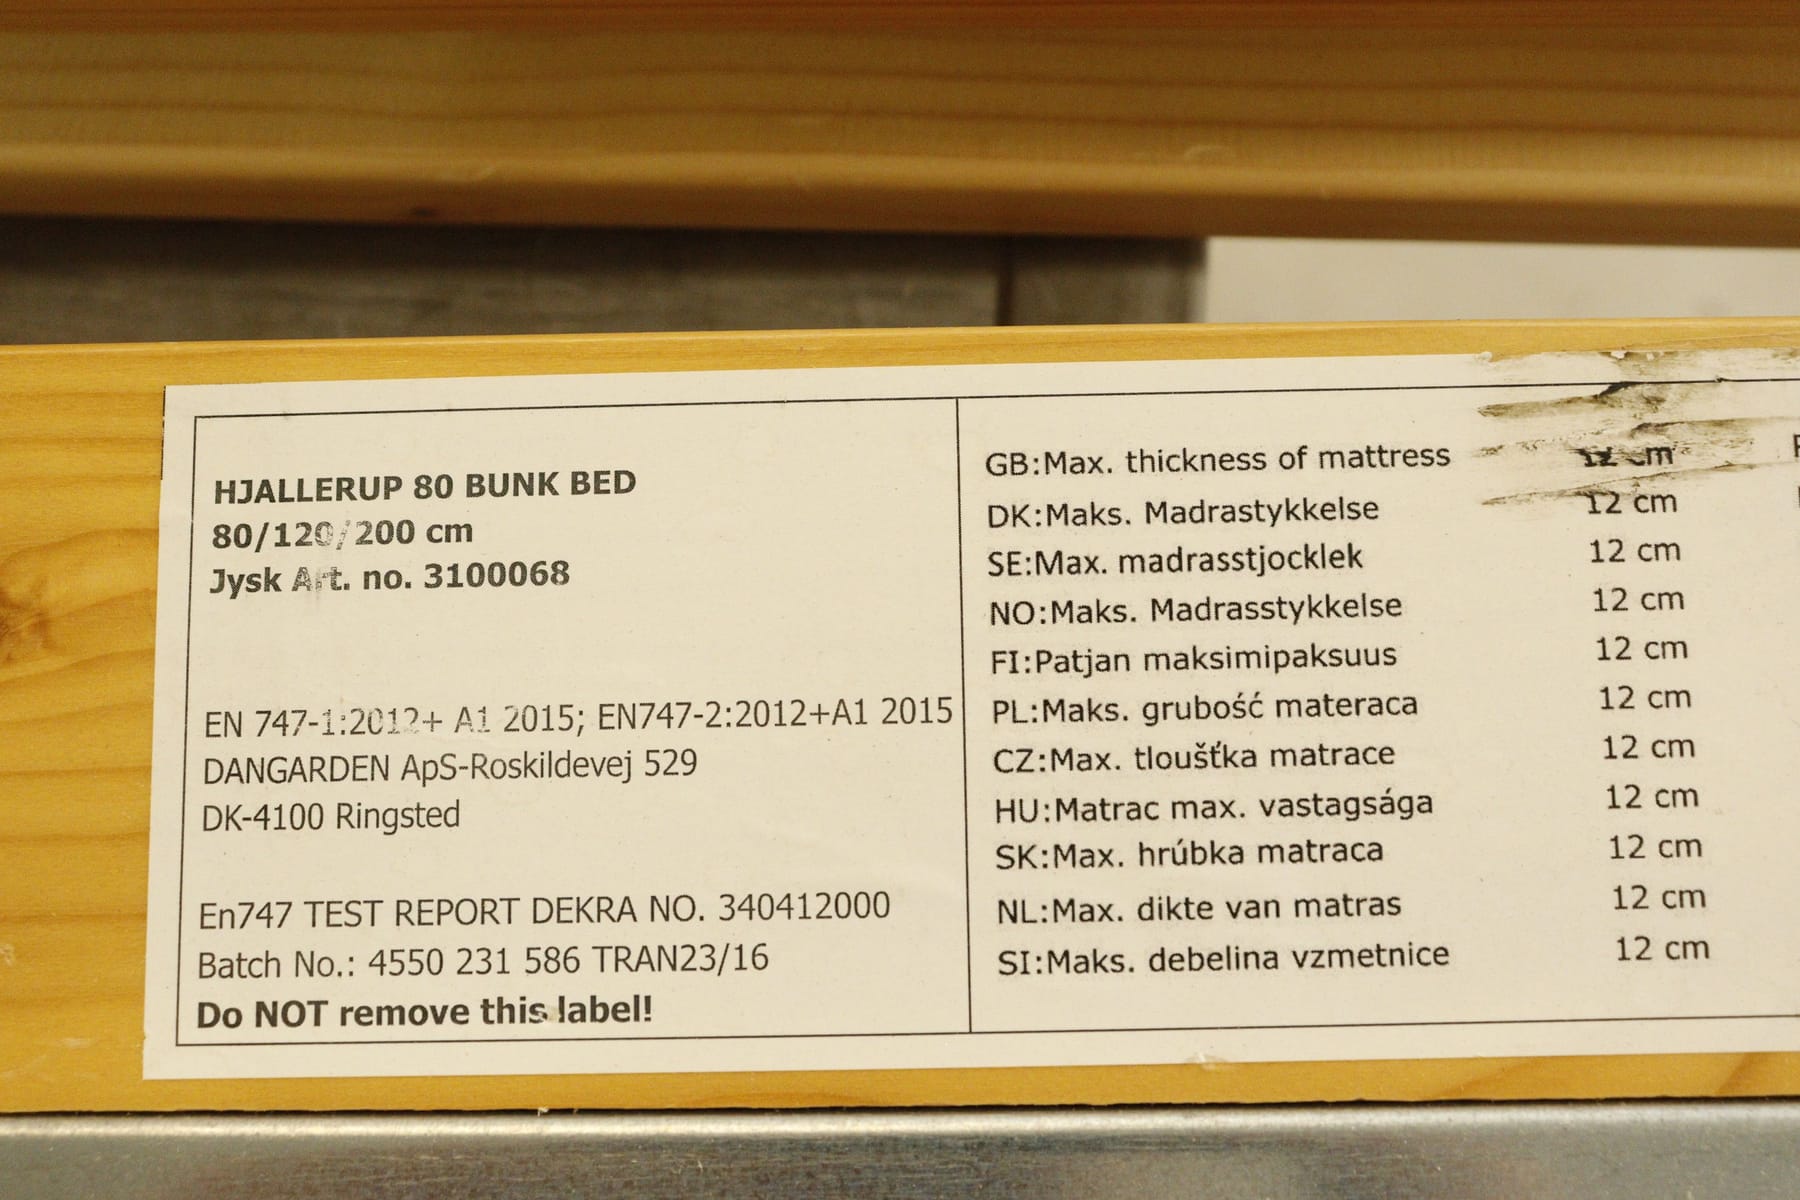 HJALLERUP 80 BUNK BED
80/120/200 cm
Jysk Art. no. 3100068
EN 747-1:2012+ A1 2015; EN747-2:2012+A1 2015
DANGARDEN ApS-Roskildevej 529
DK-4100 Ringsted
En747 TEST REPORT DEKRA NO. 340412000
Batch No.: 4550 231 586 TRAN23/16
Do NOT remove this label!
GB:Max. thickness of mattress 12 cm
DK:Maks. Madrastykkelse 12 cm
SE:Max. madrasstjocklek 12 cm
NO:Maks. Madrasstykkelse 12 cm
FI:Patjan maksimipaksuus 12 cm
PL:Maks. grubość materaca 12 cm
CZ:Max. tloušťka matrace 12 cm
HU:Matrac max. vastagsága 12 cm
SK:Max. hrúbka matraca 12 cm
NL:Max. dikte van matras 12 cm
SI:Maks. debelina vzmetnice 12 cm